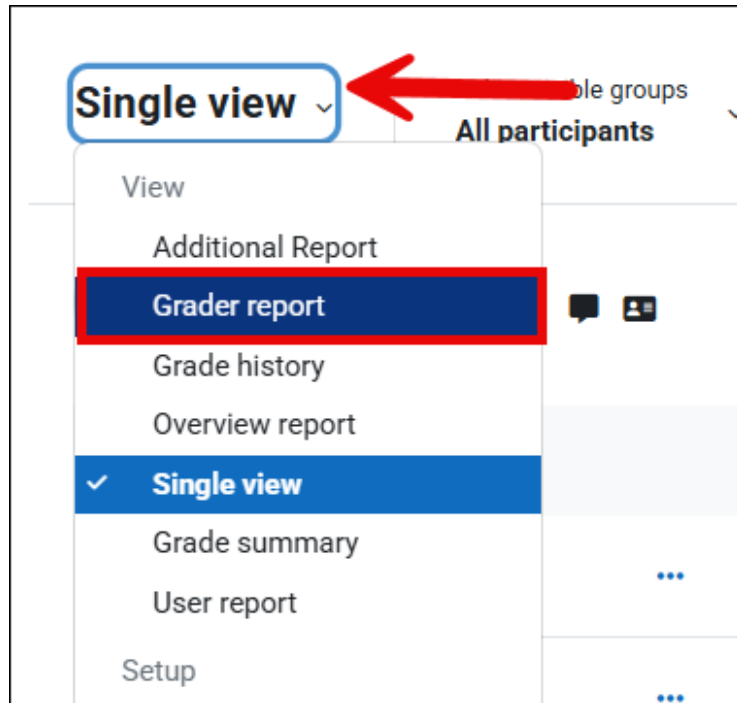 Single view
ble groups
All participants
View
Additional Report
Grader report
Grade history
Overview report
Single view
Grade summary
User report
Setup